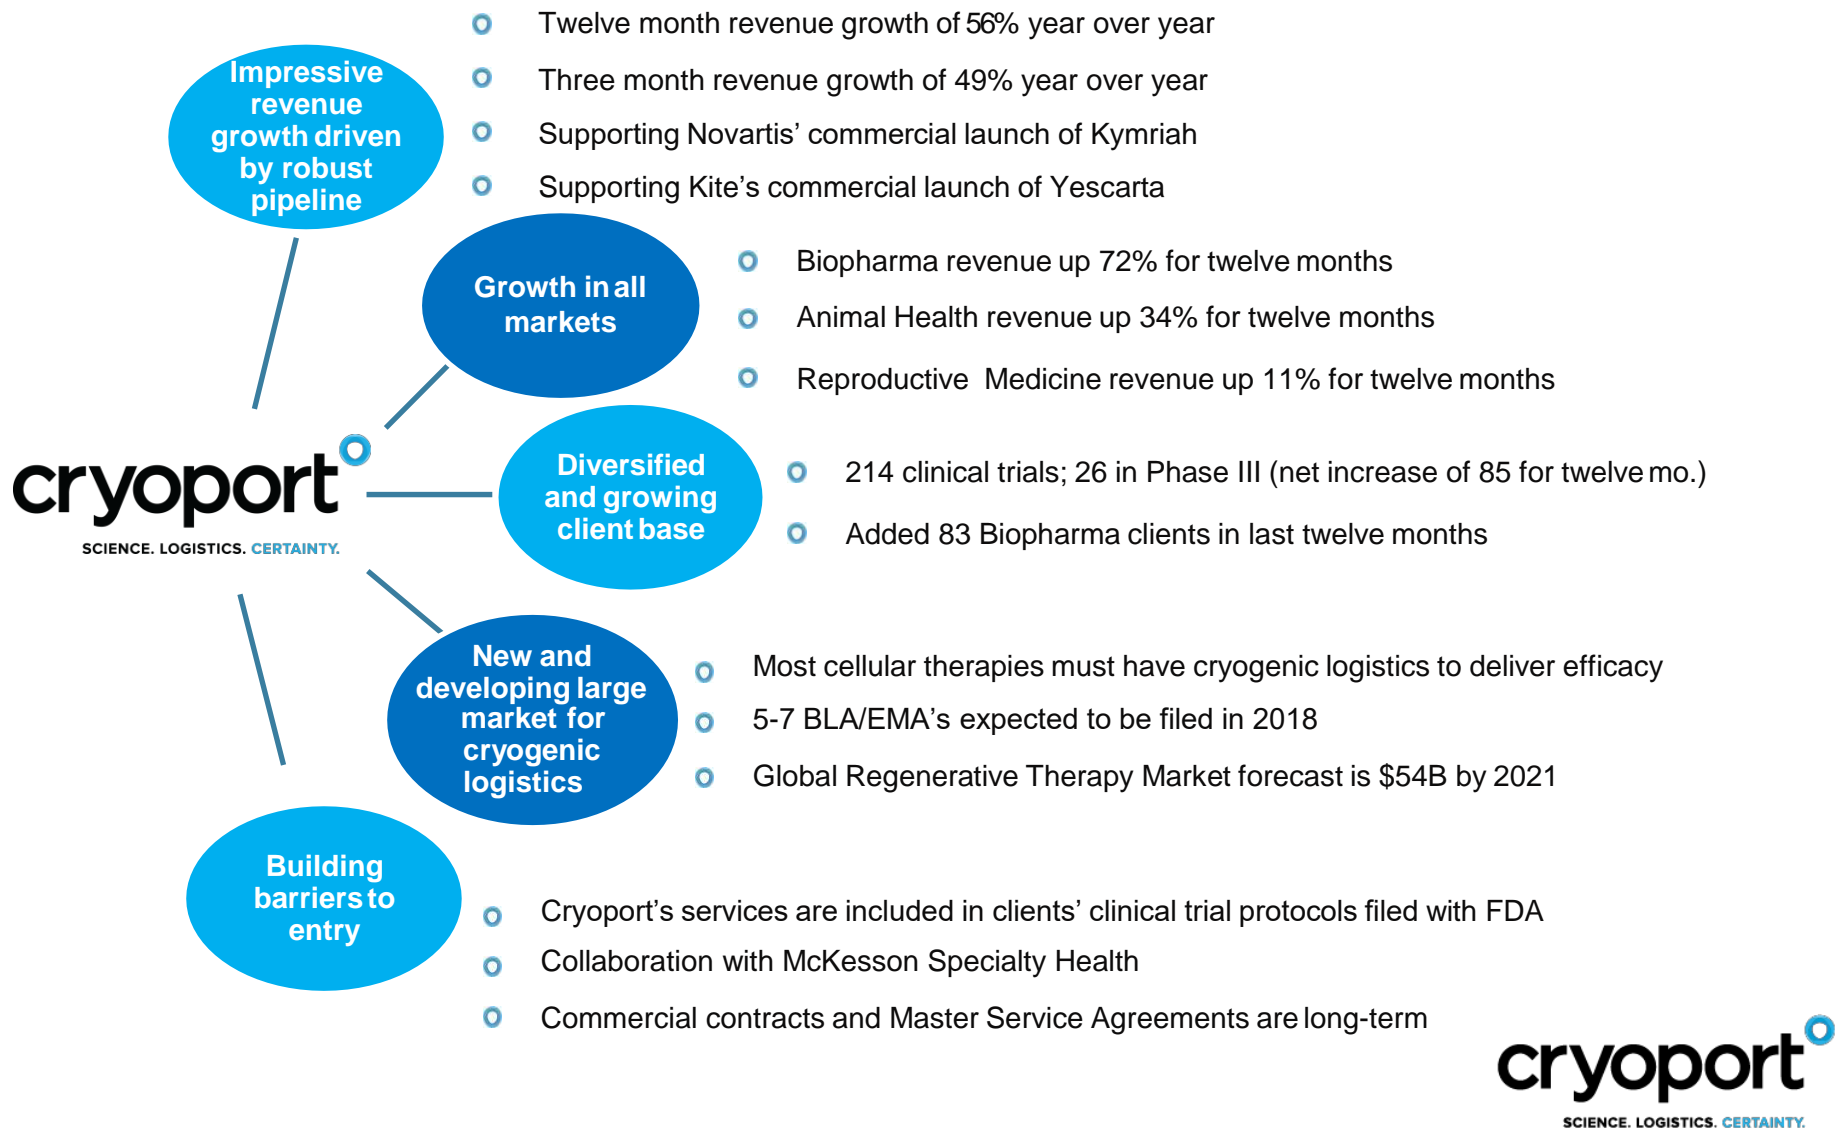 Impressive
revenue
growth driven
by robust
pipeline
Twelve month revenue growth of 56% year over year
Three month revenue growth of 49% year over year
Supporting Novartis’ commercial launch of Kymriah
Supporting Kite’s commercial launch of Yescarta
Growth in all
markets
Biopharma revenue up 72% for twelve months
Animal Health revenue up 34% for twelve months
Reproductive Medicine revenue up 11% for twelve months
cryoport
SCIENCE. LOGISTICS. CERTAINTY.
Diversified
and growing
client base
214 clinical trials; 26 in Phase III (net increase of 85 for twelve mo.)
Added 83 Biopharma clients in last twelve months
New and
developing large
market for
cryogenic
logistics
Most cellular therapies must have cryogenic logistics to deliver efficacy
5-7 BLA/EMA’s expected to be filed in 2018
Global Regenerative Therapy Market forecast is $54B by 2021
Building
barriers to
entry
Cryoport’s services are included in clients’ clinical trial protocols filed with FDA
Collaboration with McKesson Specialty Health
Commercial contracts and Master Service Agreements are long-term
cryoport
SCIENCE. LOGISTICS. CERTAINTY.